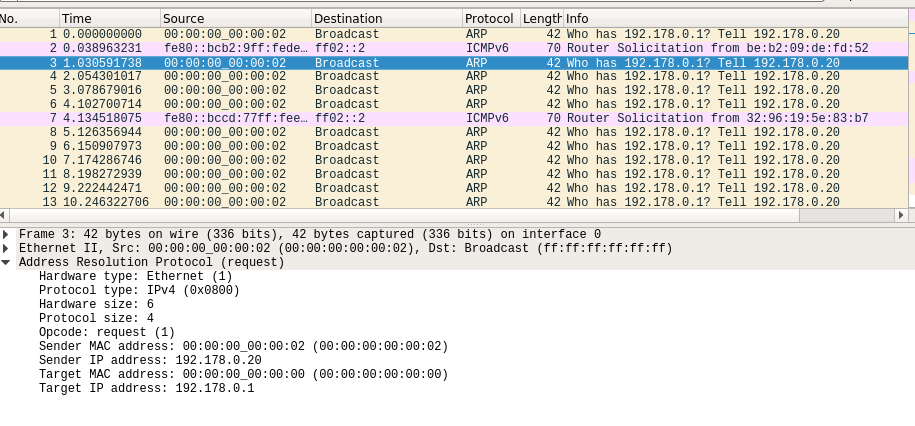 No. Time Source Destination Protocol Length Info
1 0.000000000 00:00:00_00:00:02 Broadcast ARP 42 Who has 192.178.0.1? Tell 192.178.0.20
2 0.038963231 fe80::bcb2:9ff:fede… ff02::2 ICMPv6 70 Router Solicitation from be:b2:09:de:fd:52
3 1.030591738 00:00:00_00:00:02 Broadcast ARP 42 Who has 192.178.0.1? Tell 192.178.0.20
4 2.054301017 00:00:00_00:00:02 Broadcast ARP 42 Who has 192.178.0.1? Tell 192.178.0.20
5 3.078679016 00:00:00_00:00:02 Broadcast ARP 42 Who has 192.178.0.1? Tell 192.178.0.20
6 4.102700714 00:00:00_00:00:02 Broadcast ARP 42 Who has 192.178.0.1? Tell 192.178.0.20
7 4.134518075 fe80::bccd:77ff:fee… ff02::2 ICMPv6 70 Router Solicitation from 32:96:19:5e:83:b7
8 5.126356944 00:00:00_00:00:02 Broadcast ARP 42 Who has 192.178.0.1? Tell 192.178.0.20
9 6.150907973 00:00:00_00:00:02 Broadcast ARP 42 Who has 192.178.0.1? Tell 192.178.0.20
10 7.174286746 00:00:00_00:00:02 Broadcast ARP 42 Who has 192.178.0.1? Tell 192.178.0.20
11 8.198272939 00:00:00_00:00:02 Broadcast ARP 42 Who has 192.178.0.1? Tell 192.178.0.20
12 9.222442471 00:00:00_00:00:02 Broadcast ARP 42 Who has 192.178.0.1? Tell 192.178.0.20
13 10.246322706 00:00:00_00:00:02 Broadcast ARP 42 Who has 192.178.0.1? Tell 192.178.0.20
Frame 3: 42 bytes on wire (336 bits), 42 bytes captured (336 bits) on interface 0
Ethernet II, Src: 00:00:00_00:00:02 (00:00:00:00:00:02), Dst: Broadcast (ff:ff:ff:ff:ff:ff)
Address Resolution Protocol (request)
Hardware type: Ethernet (1)
Protocol type: IPv4 (0x0800)
Hardware size: 6
Protocol size: 4
Opcode: request (1)
Sender MAC address: 00:00:00_00:00:02 (00:00:00:00:00:02)
Sender IP address: 192.178.0.20
Target MAC address: 00:00:00_00:00:00 (00:00:00:00:00:00)
Target IP address: 192.178.0.1